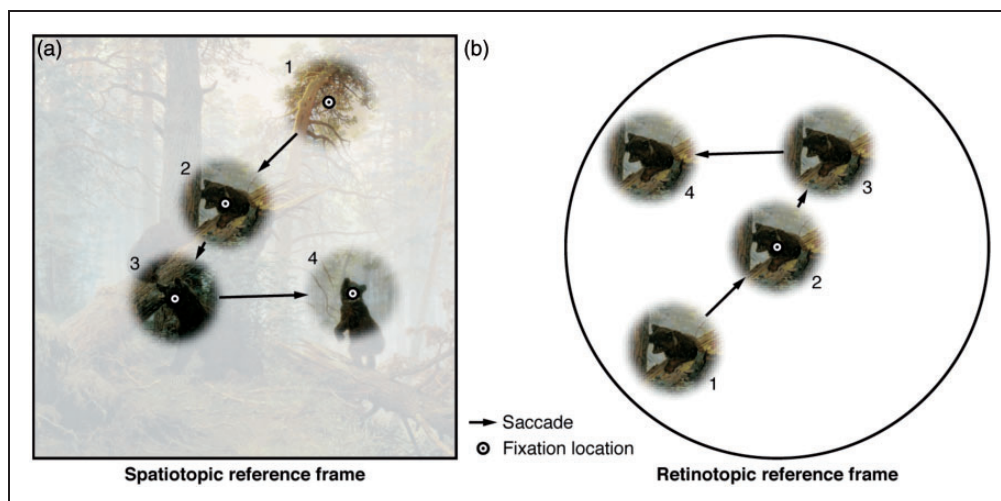 (a)
1
2
3
4
Spatiotopic reference frame
(b)
4
3
2
1
Saccade
Fixation location
Retinotopic reference frame